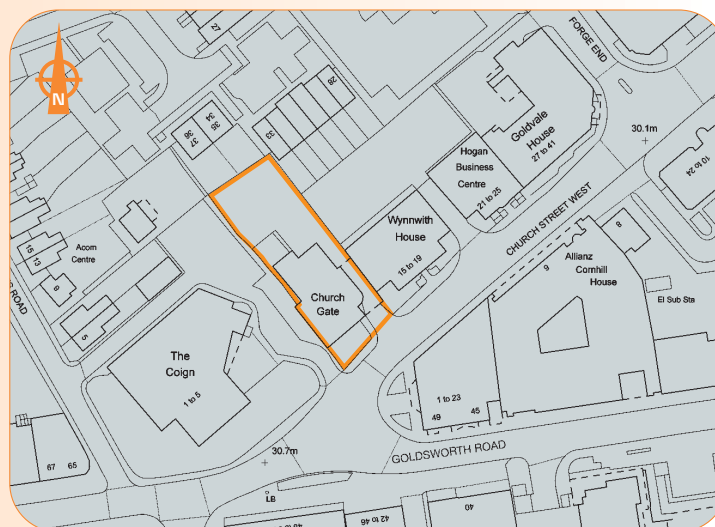 27
FORGE END
N
28
34
35
36
37
33
Goldvale
House
27 to 41
30.1m
Hogan
Business
Centre
21 to 25
10 to 24
CHURCH STREET WEST
Wynnwith
House
15 to 19
8
Allianz
Cornhill
House
9
El Sub Sta
15
13
Acorn
Centre
9
5
ROAD
Church
Gate
The
Coign
1 to 5
1 to 23
49
45
GOLDSWORTH ROAD
30.7m
67
65
LB
42 to 46
40